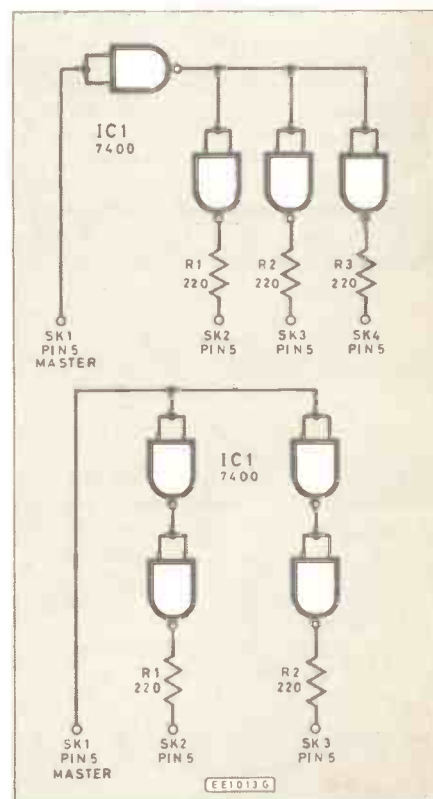 IC1
7400
R1
220
R2
220
R3
220
SK1
PIN 5
MASTER
SK2
PIN 5
SK3
PIN 5
SK4
PIN 5
IC1
7400
R1
220
R2
220
SK1
PIN 5
MASTER
SK2
PIN 5
SK3
PIN 5
EE1013G